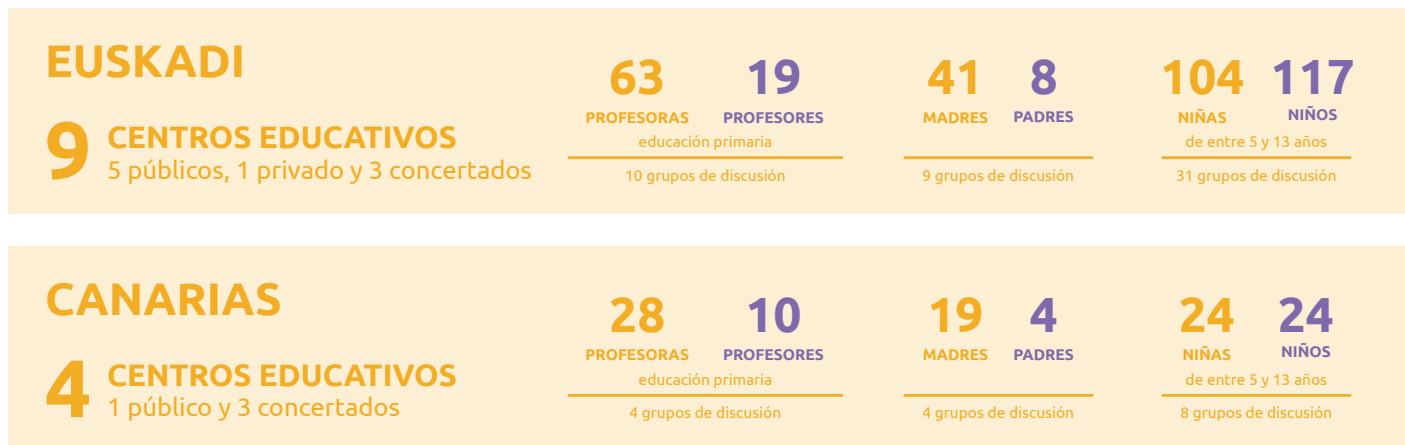 EUSKADI
9 CENTROS EDUCATIVOS
5 públicos, 1 privado y 3 concertados
63 19
PROFESORAS PROFESORES
educación primaria
10 grupos de discusión
41 8
MADRES PADRES
9 grupos de discusión
104 117
NIÑAS NIÑOS
de entre 5 y 13 años
31 grupos de discusión
CANARIAS
4 CENTROS EDUCATIVOS
1 público y 3 concertados
28 10
PROFESORAS PROFESORES
educación primaria
4 grupos de discusión
19 4
MADRES PADRES
4 grupos de discusión
24 24
NIÑAS NIÑOS
de entre 5 y 13 años
8 grupos de discusión